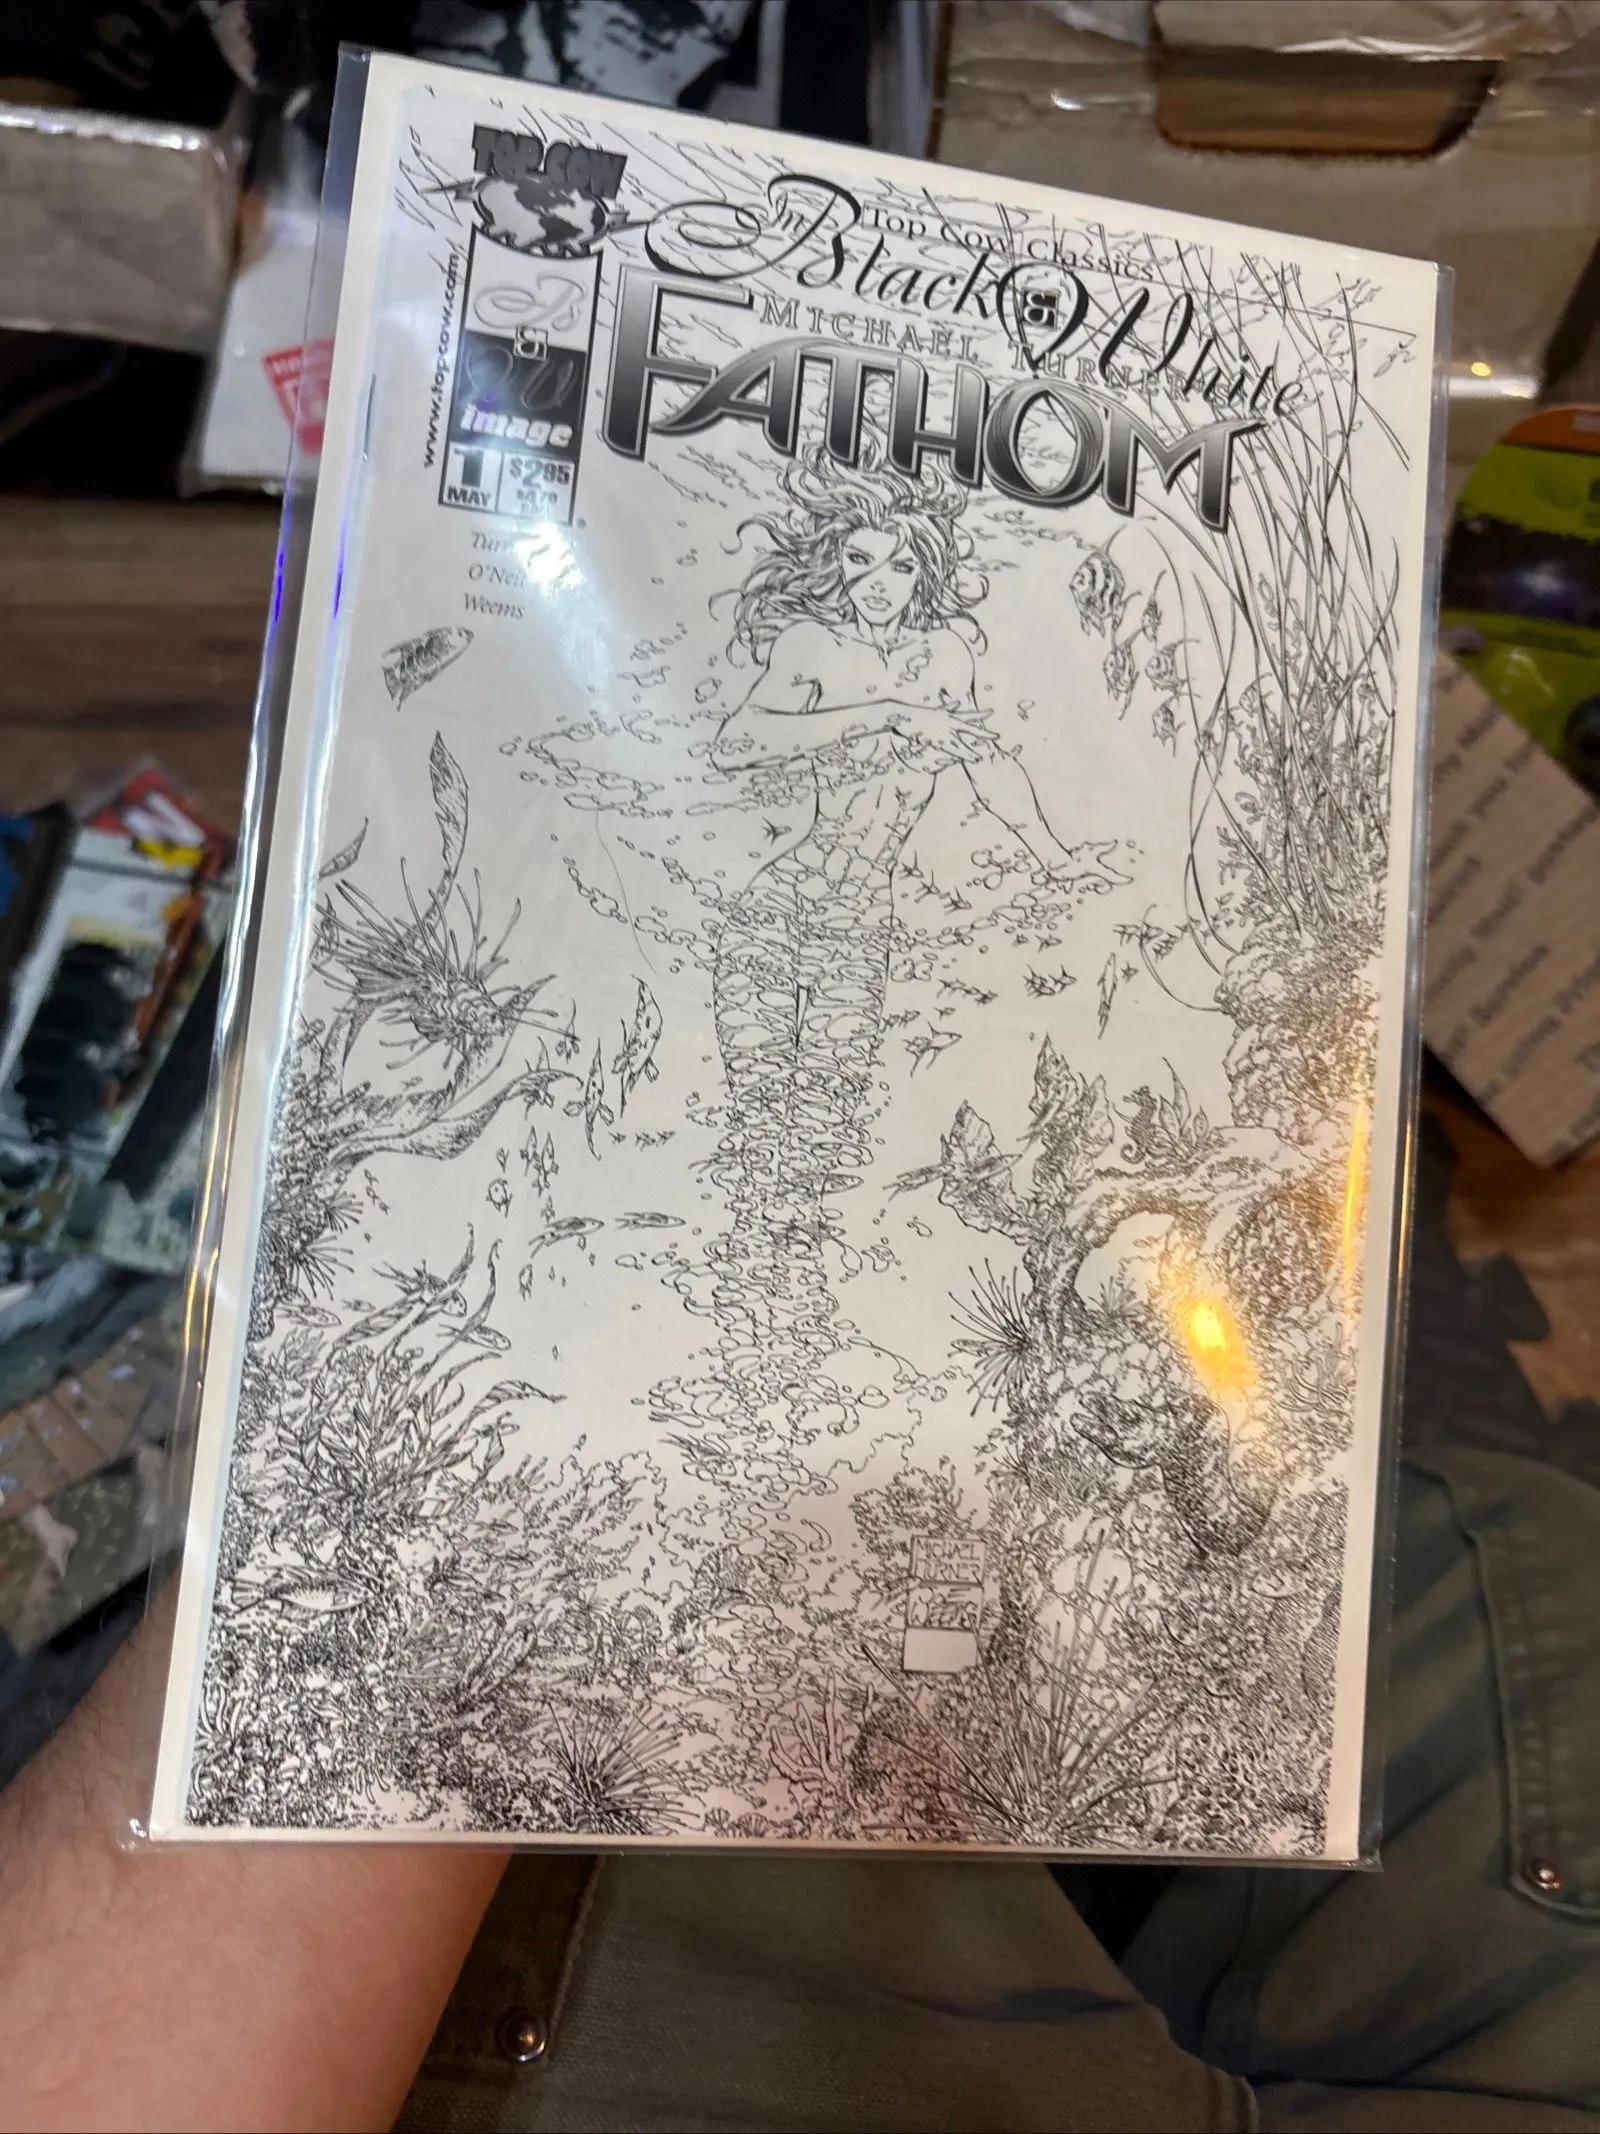 TOP COW
Top Cow Classics
In Black & White
MICHAEL TURNER
FATHOM
www.topcow.com
B
&
W
image
1
MAY
$2.95
O'Neil
Weems
MICHAEL
TURNER